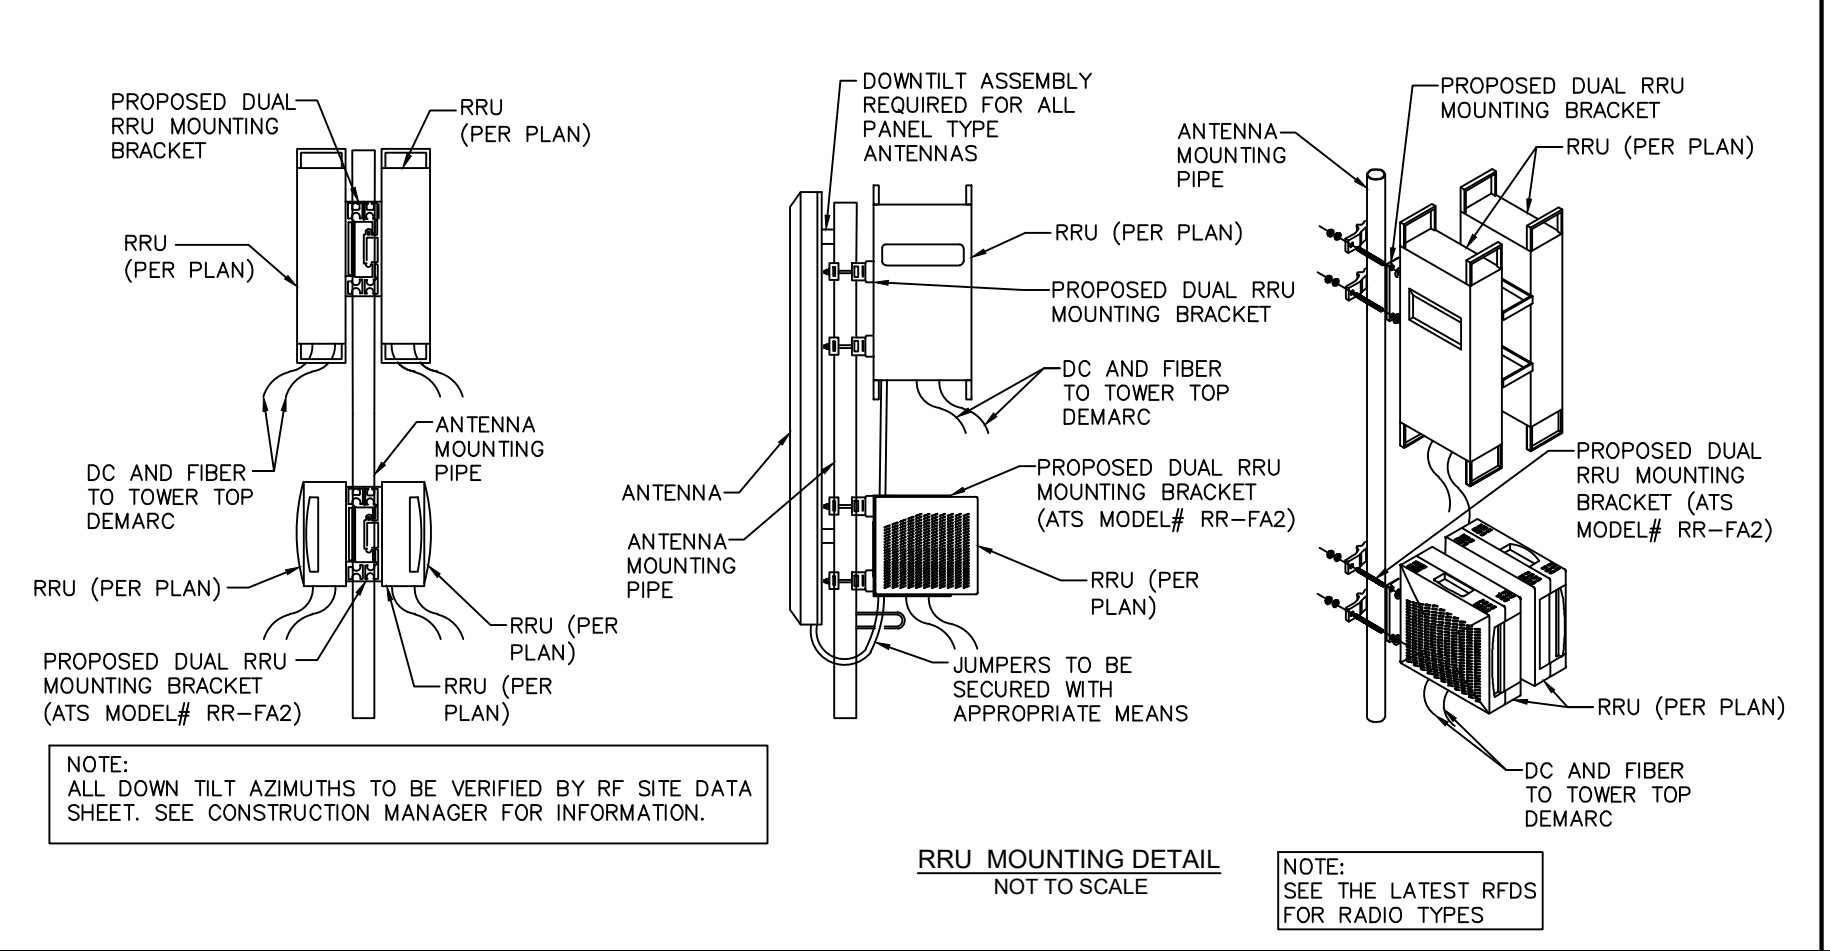 PROPOSED DUAL
RRU MOUNTING
BRACKET
RRU
(PER PLAN)
RRU
(PER PLAN)
DC AND FIBER
TO TOWER TOP
DEMARC
ANTENNA
MOUNTING
PIPE
RRU (PER PLAN)
RRU (PER
PLAN)
RRU (PER
PLAN)
PROPOSED DUAL RRU
MOUNTING BRACKET
(ATS MODEL# RR-FA2)
DOWNTILT ASSEMBLY
REQUIRED FOR ALL
PANEL TYPE
ANTENNAS
RRU (PER PLAN)
PROPOSED DUAL RRU
MOUNTING BRACKET
DC AND FIBER
TO TOWER TOP
DEMARC
ANTENNA
PROPOSED DUAL RRU
MOUNTING BRACKET
(ATS MODEL# RR-FA2)
ANTENNA
MOUNTING
PIPE
RRU (PER
PLAN)
JUMPERS TO BE
SECURED WITH
APPROPRIATE MEANS
PROPOSED DUAL RRU
MOUNTING BRACKET
ANTENNA
MOUNTING
PIPE
RRU (PER PLAN)
PROPOSED DUAL
RRU MOUNTING
BRACKET (ATS
MODEL# RR-FA2)
RRU (PER PLAN)
DC AND FIBER
TO TOWER TOP
DEMARC
NOTE:
ALL DOWN TILT AZIMUTHS TO BE VERIFIED BY RF SITE DATA
SHEET. SEE CONSTRUCTION MANAGER FOR INFORMATION.
RRU MOUNTING DETAIL
NOT TO SCALE
NOTE:
SEE THE LATEST RFDS
FOR RADIO TYPES